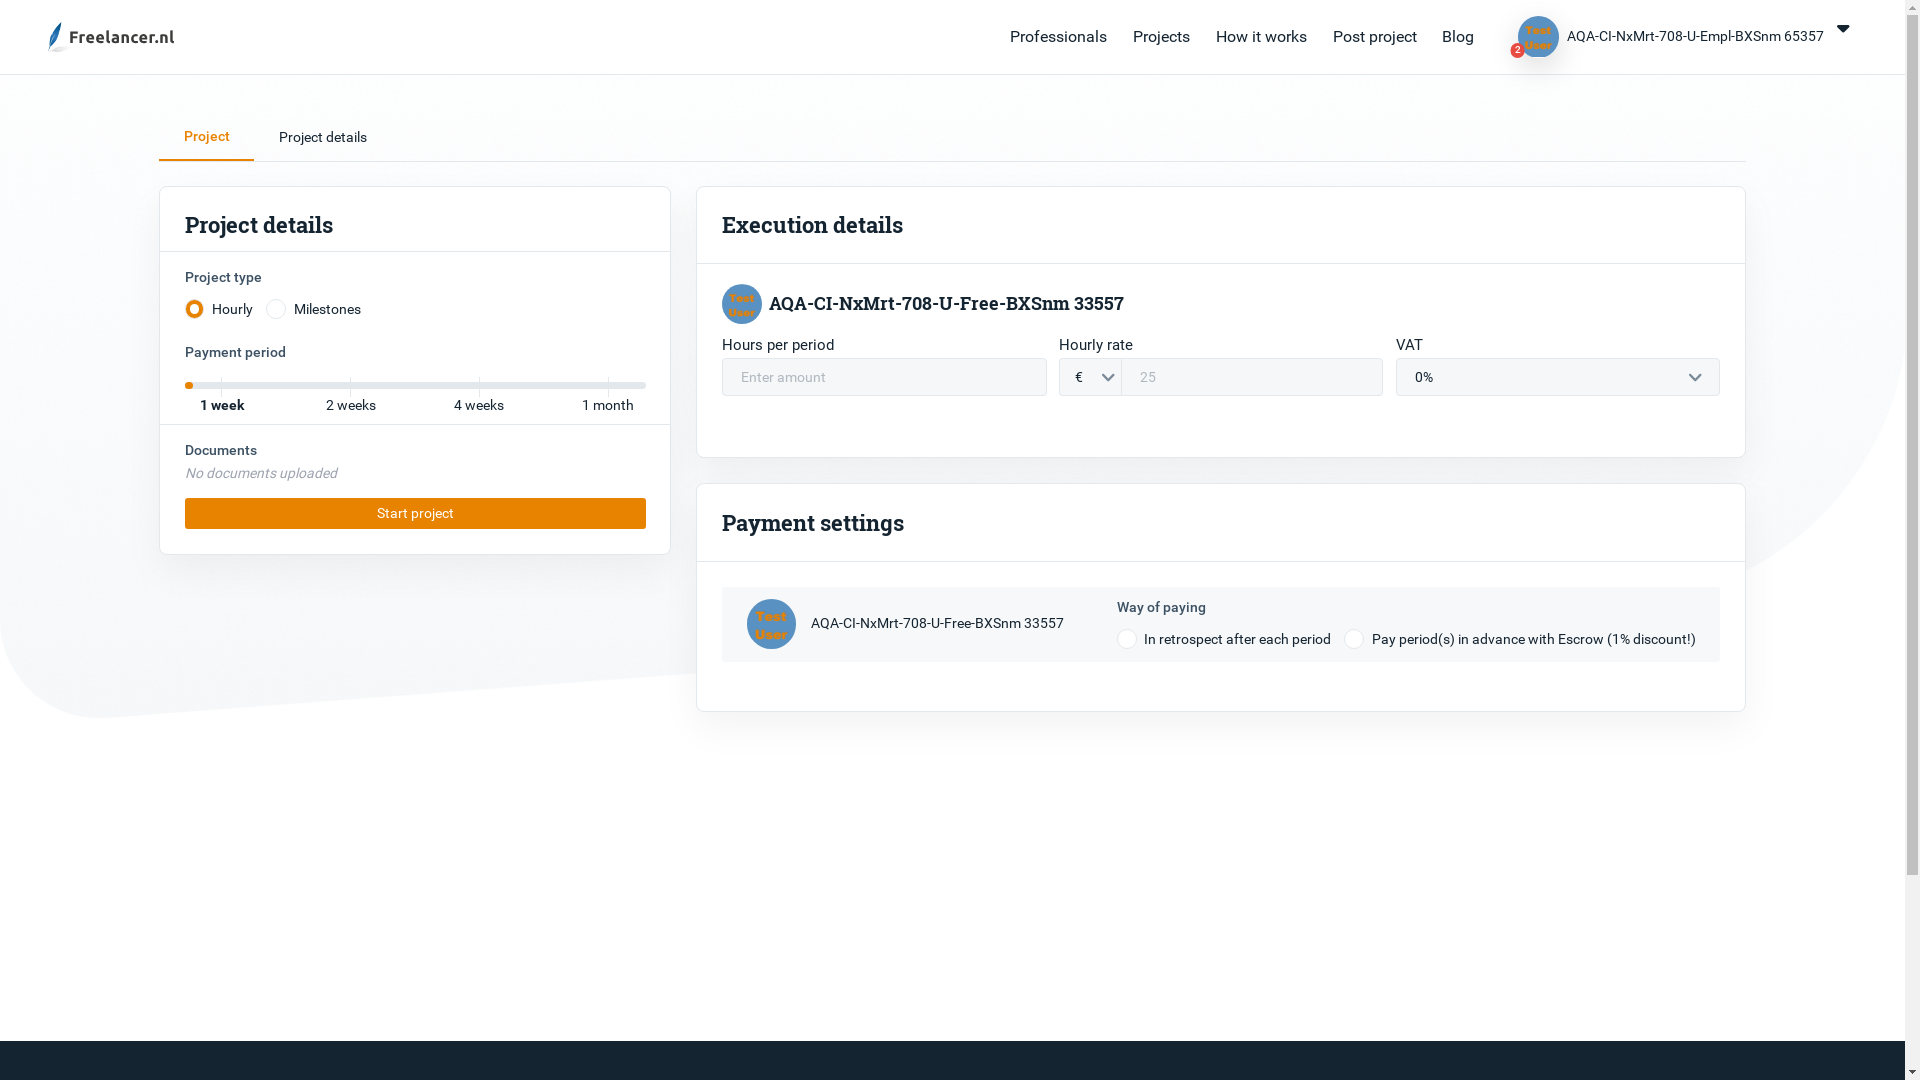 Freelancer.nl
Professionals
Projects
How it works
Post project
Blog
Test
User
2
AQA-CI-NxMrt-708-U-Empl-BXSnm 65357
Project
Project details
Project details
Project type
Hourly
Milestones
Payment period
1 week
2 weeks
4 weeks
1 month
Documents
No documents uploaded
Start project
Execution details
Test
User
AQA-CI-NxMrt-708-U-Free-BXSnm 33557
Hours per period
Hourly rate
VAT
Enter amount
€
25
0%
Payment settings
Test
User
AQA-CI-NxMrt-708-U-Free-BXSnm 33557
Way of paying
In retrospect after each period
Pay period(s) in advance with Escrow (1% discount!)